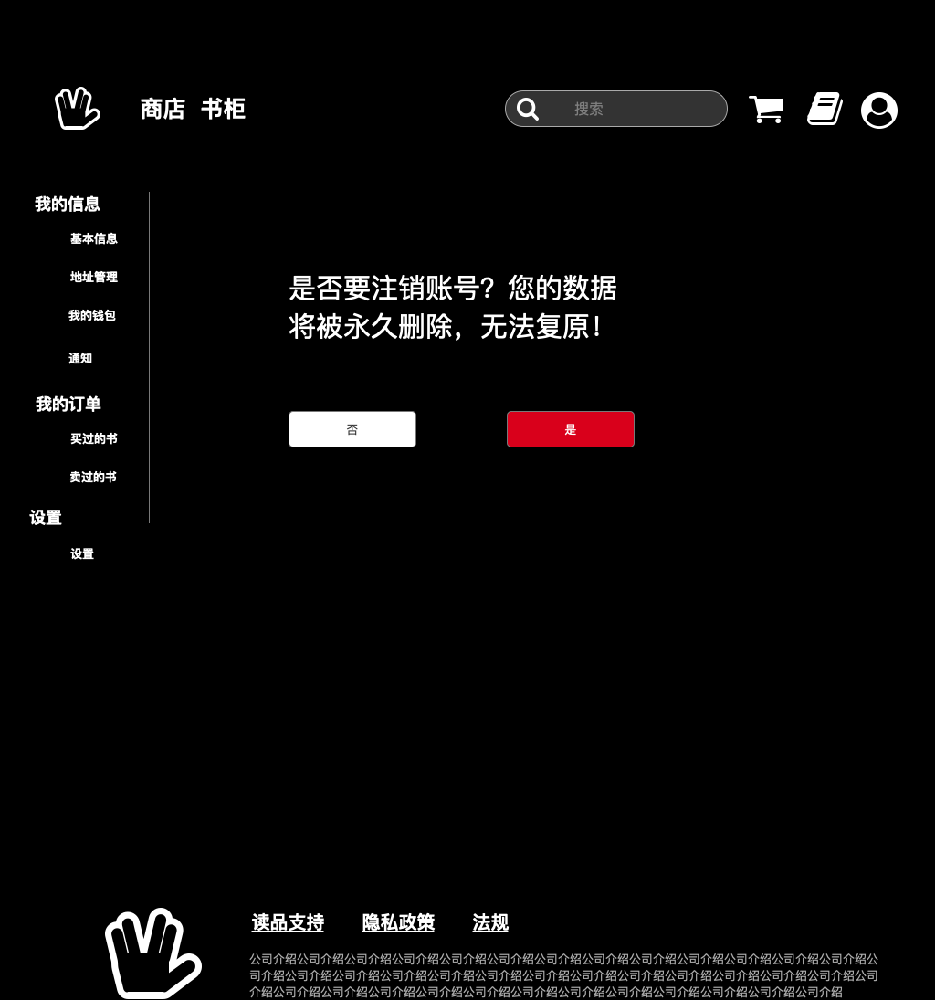 商店 书柜
搜索
我的信息
基本信息
地址管理
我的钱包
通知
我的订单
买过的书
卖过的书
设置
设置
是否要注销账号？您的数据
将被永久删除，无法复原！
否
是
读品支持 隐私政策 法规
公司介绍公司介绍公司介绍公司介绍公司介绍公司介绍公司介绍公司介绍公司介绍公司介绍公司介绍公司介绍公司介绍公
司介绍公司介绍公司介绍公司介绍公司介绍公司介绍公司介绍公司介绍公司介绍公司介绍公司介绍公司介绍公司介绍公司
介绍公司介绍公司介绍公司介绍公司介绍公司介绍公司介绍公司介绍公司介绍公司介绍公司介绍公司介绍公司介绍